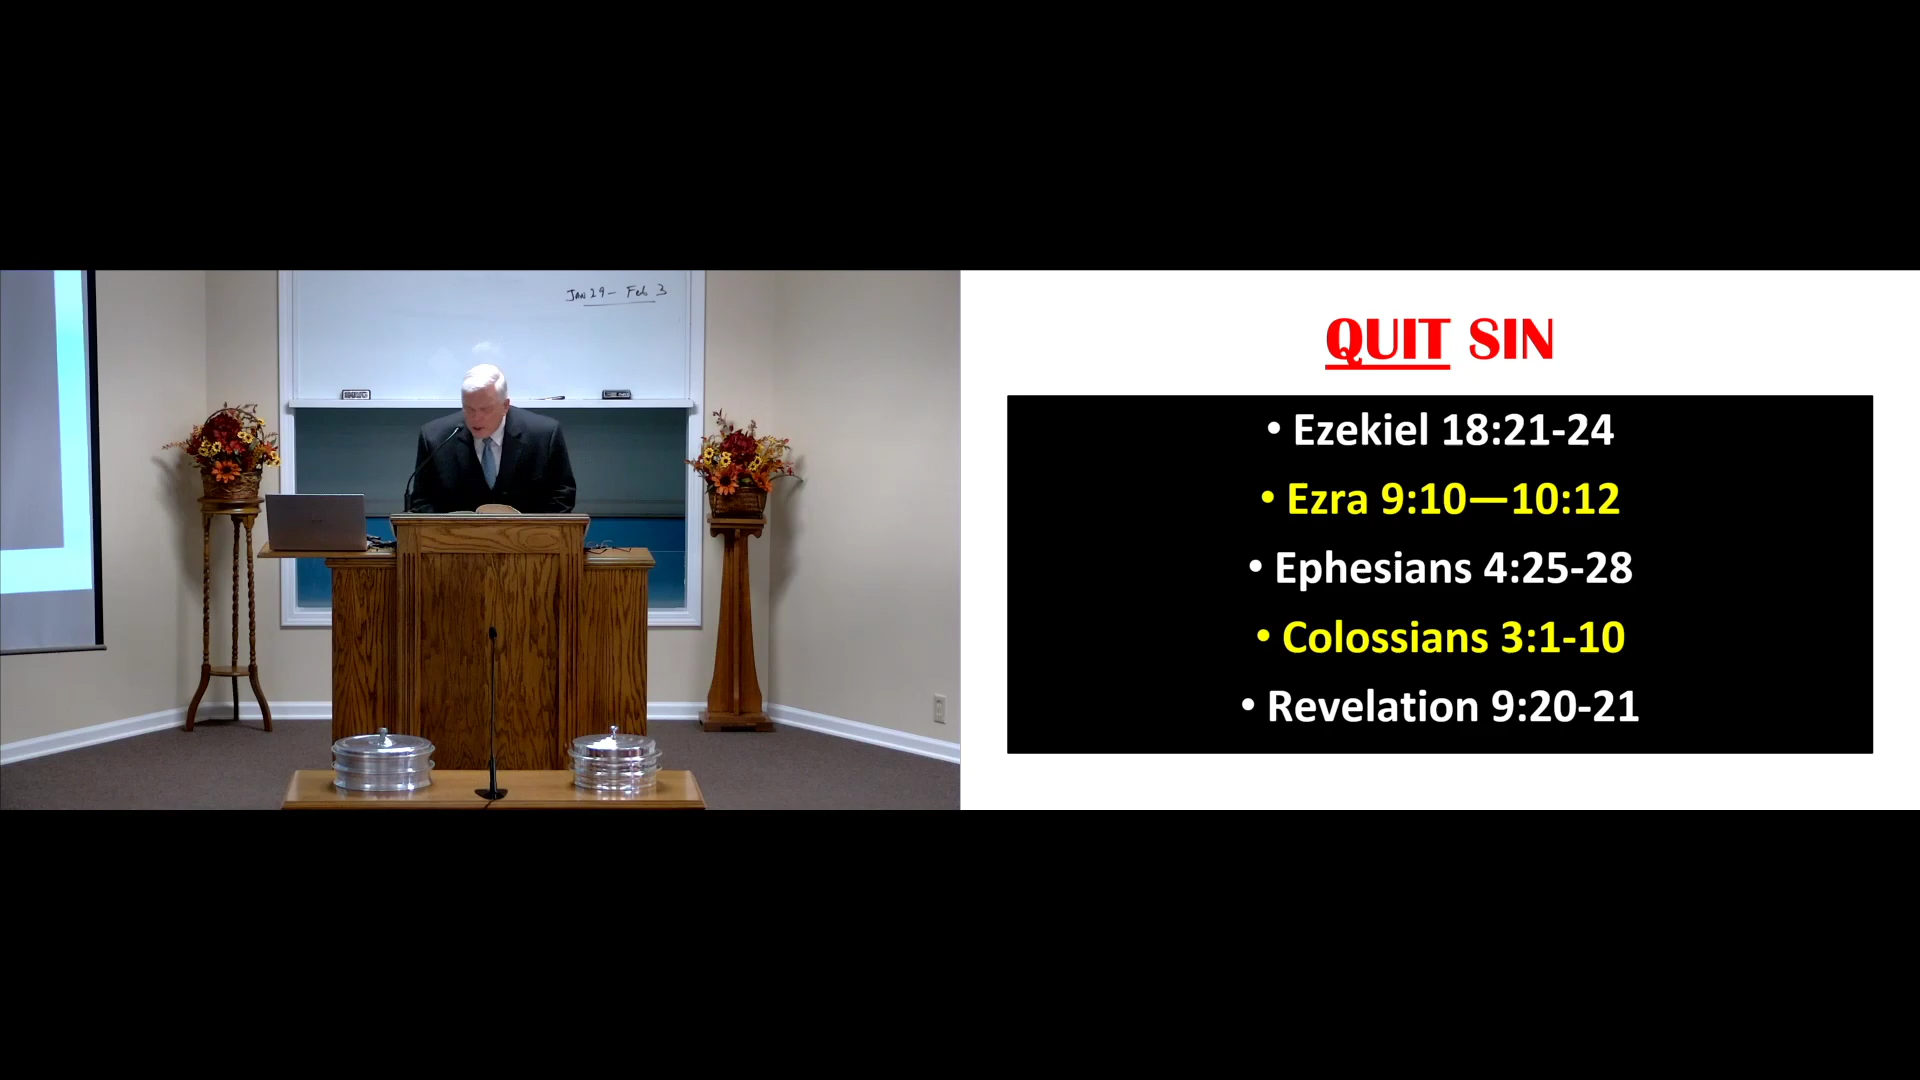 Jan 29 - Feb 3
QUIT SIN
• Ezekiel 18:21-24
• Ezra 9:10—10:12
• Ephesians 4:25-28
• Colossians 3:1-10
• Revelation 9:20-21